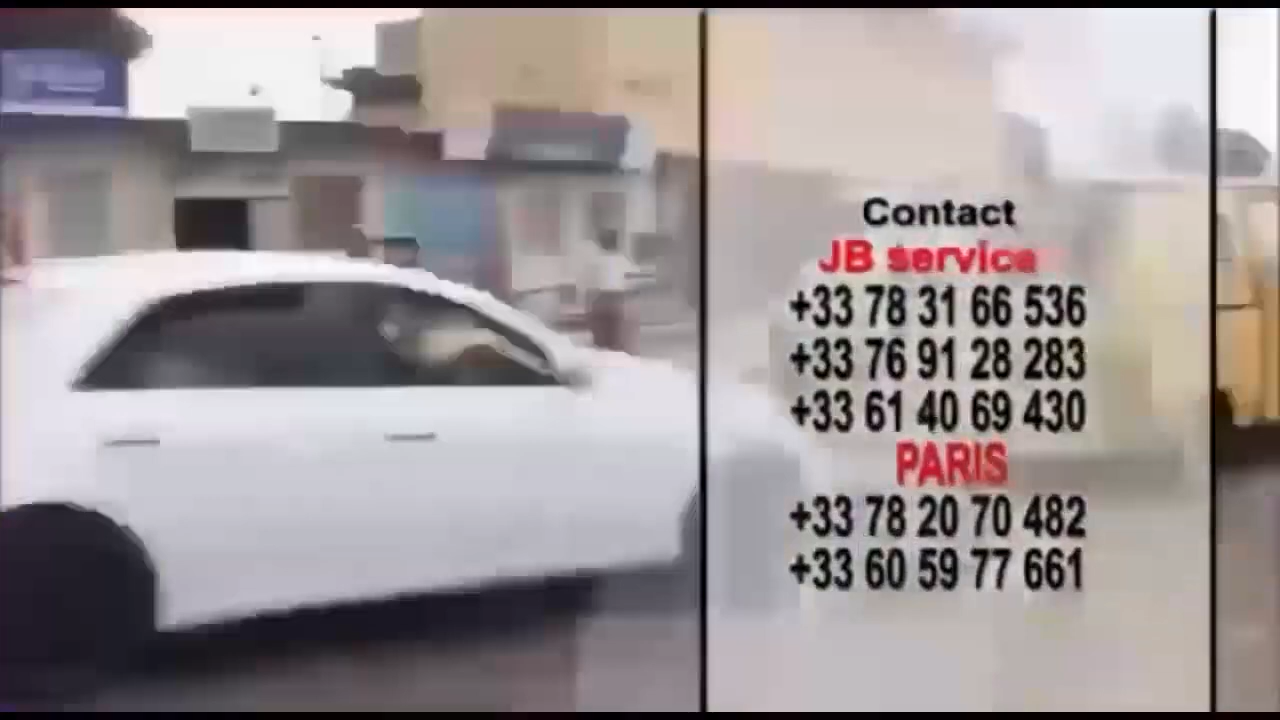 Contact
JB service
+33 78 31 66 536
+33 76 91 28 283
+33 61 40 69 430
PARIS
+33 78 20 70 482
+33 60 59 77 661